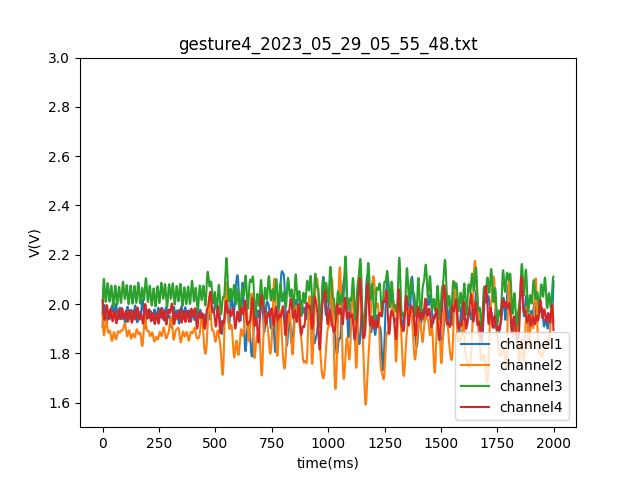 gesture4_2023_05_29_05_55_48.txt
3.0
2.8
2.6
2.4
2.2
2.0
1.8
1.6
V(V)
channel1
channel2
channel3
channel4
0 250 500 750 1000 1250 1500 1750 2000
time(ms)